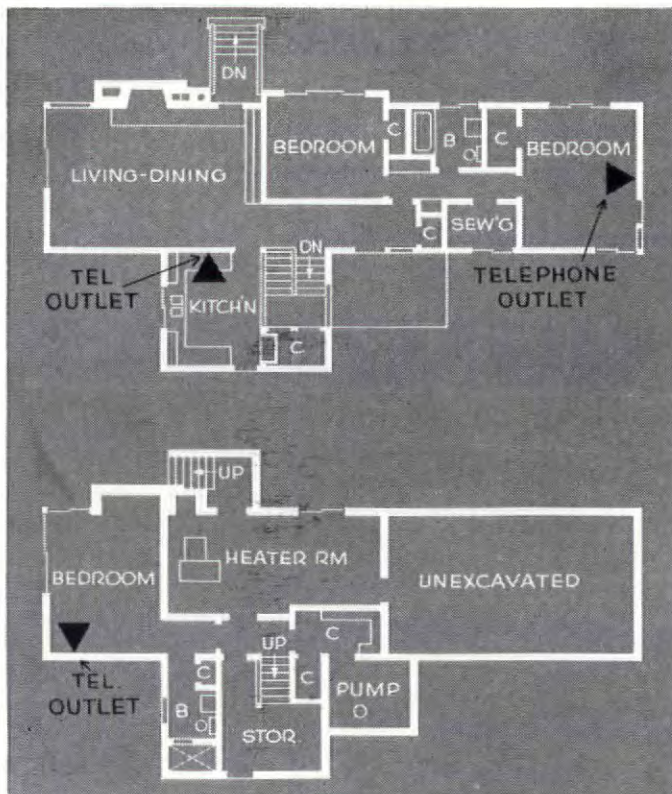 DN
LIVING-DINING
BEDROOM
C
B
C
BEDROOM
TEL
OUTLET
KITCH'N
DN
C
SEW'G
TELEPHONE
OUTLET
C
UP
BEDROOM
HEATER RM
UNEXCAVATED
TEL.
OUTLET
C
B
UP
C
C
PUMP
STOR.